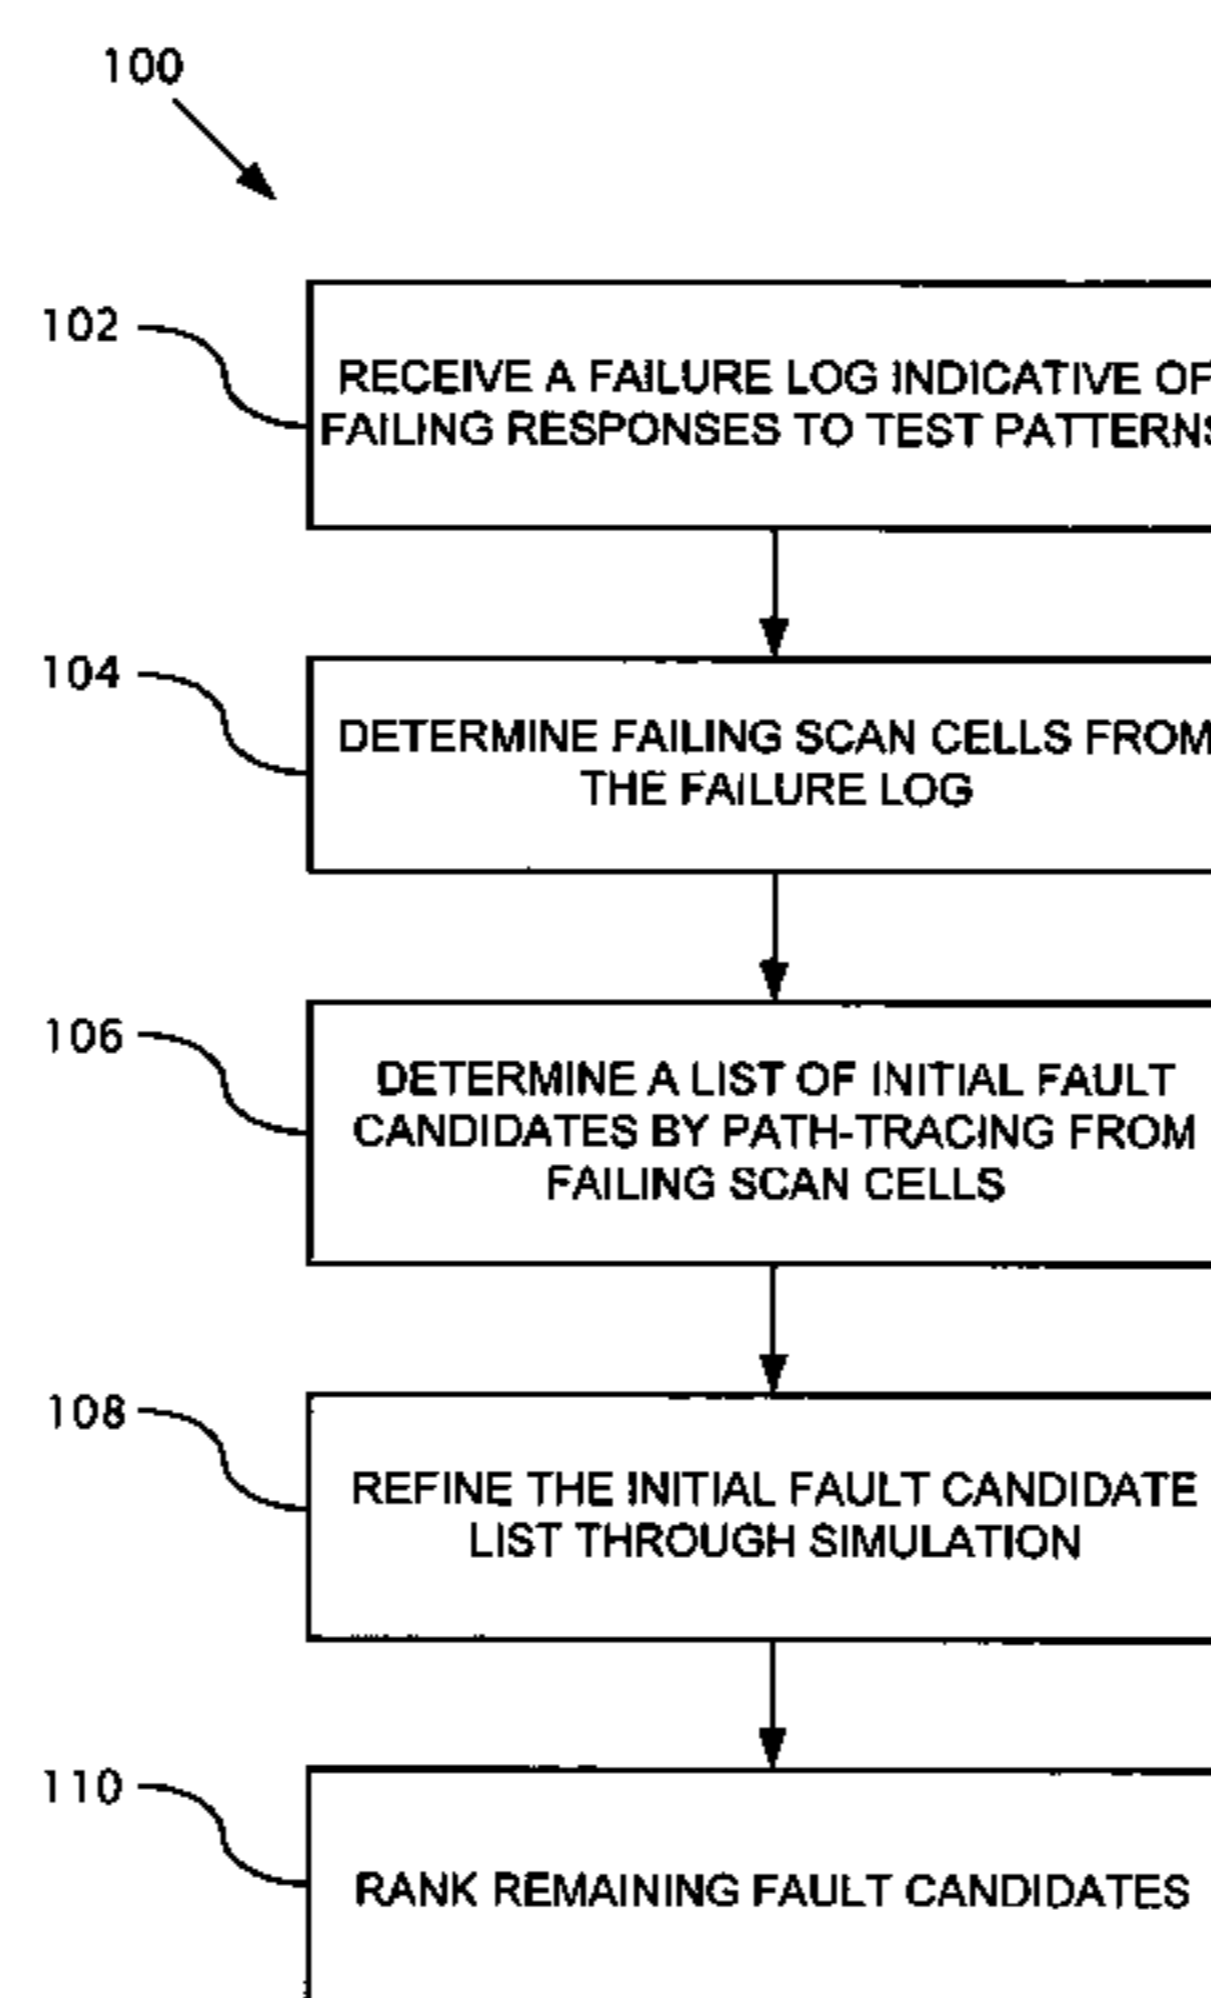 100
102
RECEIVE A FAILURE LOG INDICATIVE OF
FAILING RESPONSES TO TEST PATTERNS
104
DETERMINE FAILING SCAN CELLS FROM
THE FAILURE LOG
106
DETERMINE A LIST OF INITIAL FAULT
CANDIDATES BY PATH-TRACING FROM
FAILING SCAN CELLS
108
REFINE THE INITIAL FAULT CANDIDATE
LIST THROUGH SIMULATION
110
RANK REMAINING FAULT CANDIDATES